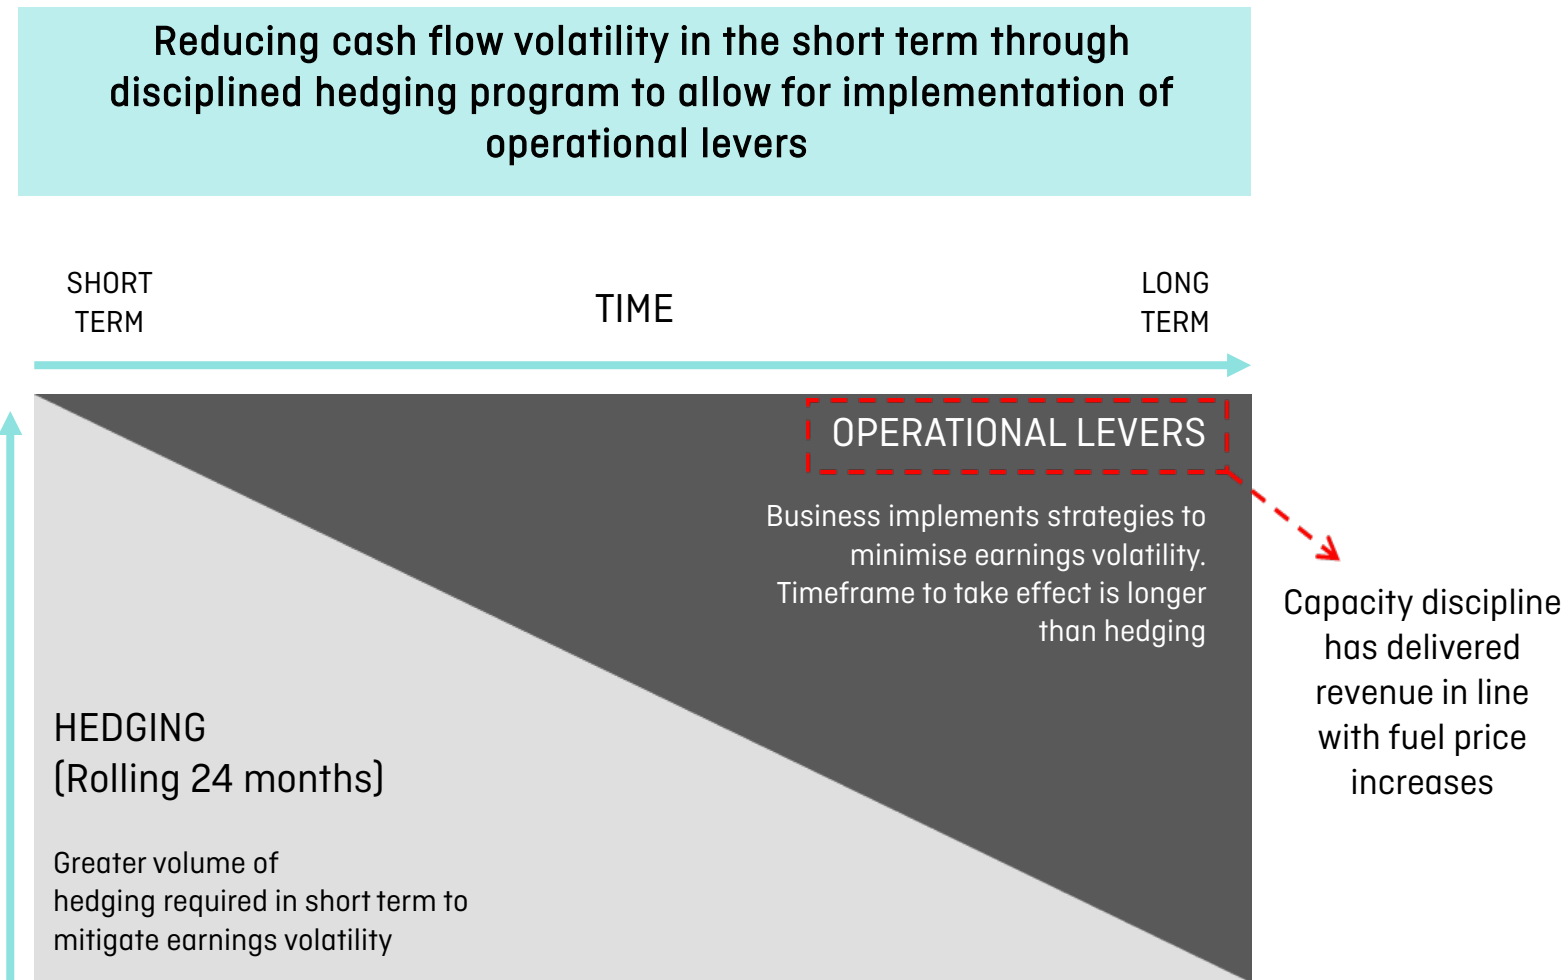 Reducing cash flow volatility in the short term through
disciplined hedging program to allow for implementation of
operational levers
SHORT
TERM
TIME
LONG
TERM
OPERATIONAL LEVERS
Business implements strategies to
minimise earnings volatility.
Timeframe to take effect is longer
than hedging
Capacity discipline
has delivered
revenue in line
with fuel price
increases
HEDGING
(Rolling 24 months)
Greater volume of
hedging required in short term to
mitigate earnings volatility